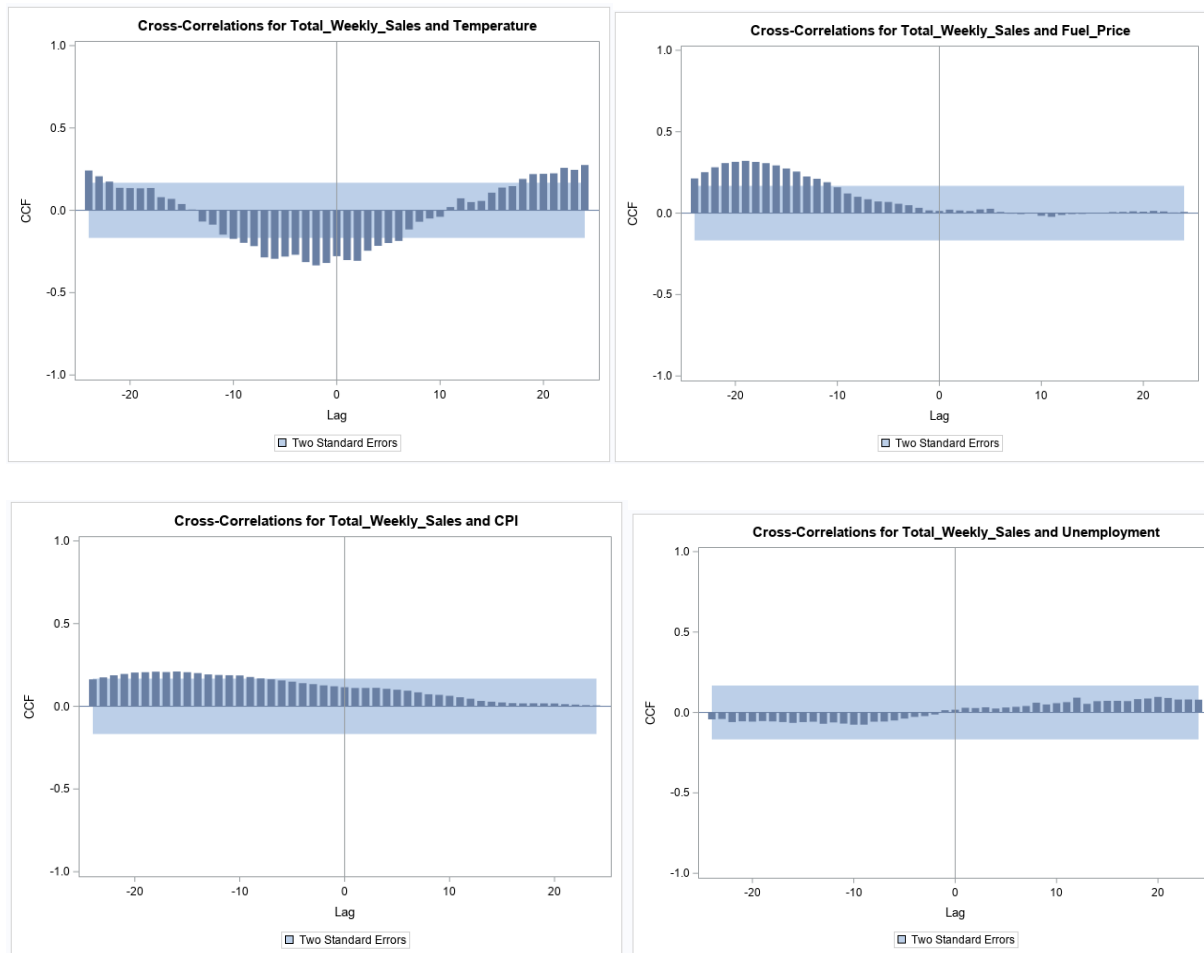 Cross-Correlations for Total_Weekly_Sales and Temperature
1.0
0.5
0.0
-0.5
-1.0
CCF
-20
-10
0
10
20
Lag
Two Standard Errors
Cross-Correlations for Total_Weekly_Sales and Fuel_Price
1.0
0.5
0.0
-0.5
-1.0
CCF
-20
-10
0
10
20
Lag
Two Standard Errors
Cross-Correlations for Total_Weekly_Sales and CPI
1.0
0.5
0.0
-0.5
-1.0
CCF
-20
-10
0
10
20
Lag
Two Standard Errors
Cross-Correlations for Total_Weekly_Sales and Unemployment
1.0
0.5
0.0
-0.5
-1.0
CCF
-20
-10
0
10
20
Lag
Two Standard Errors